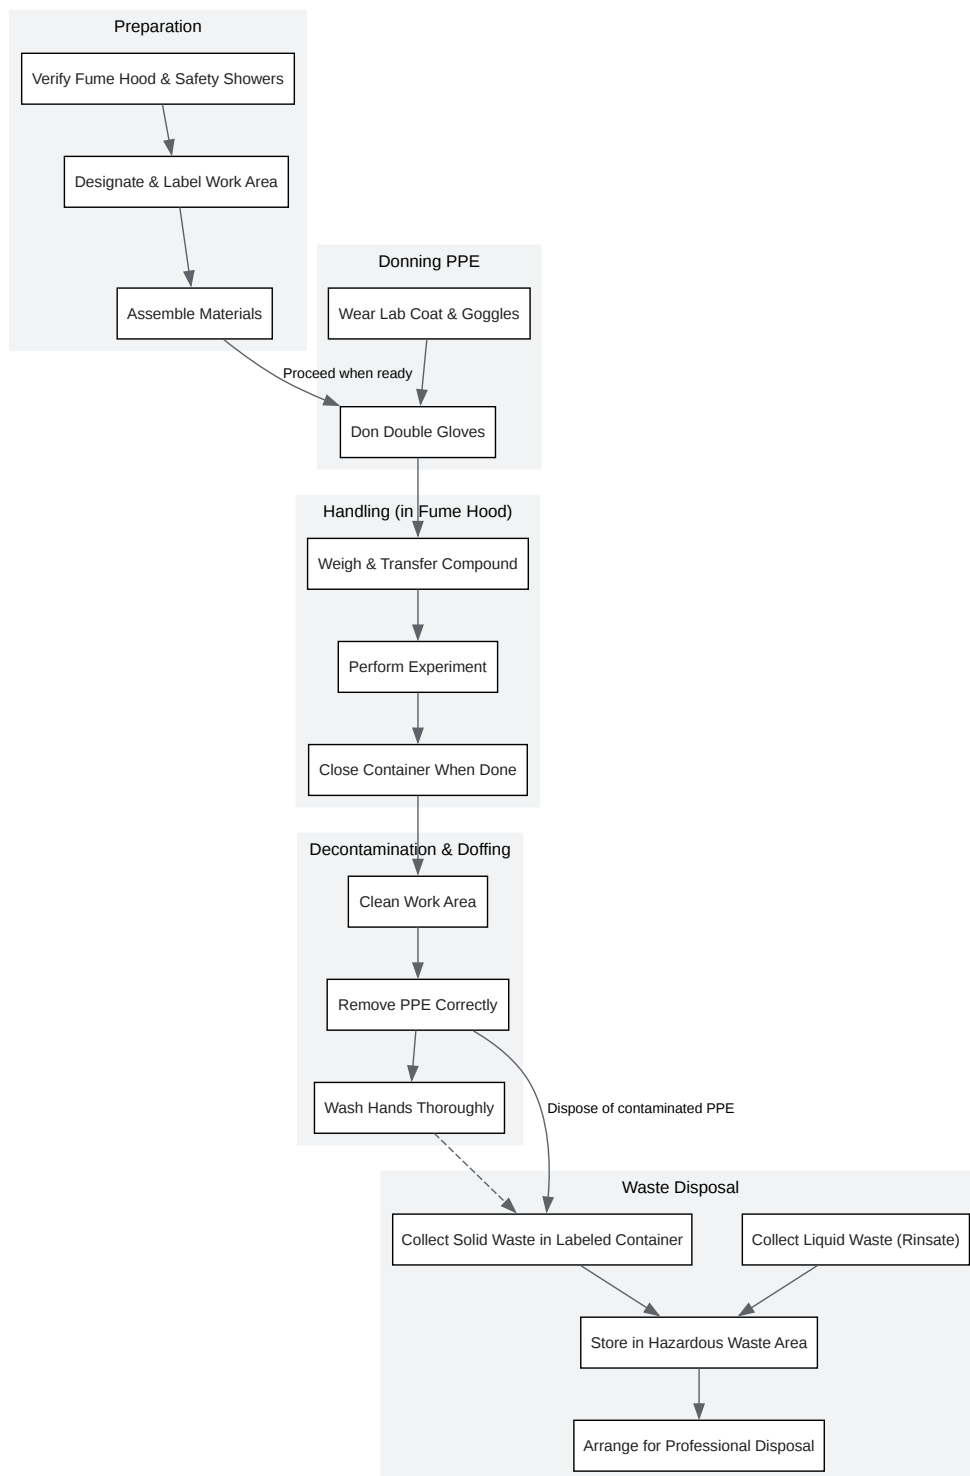 Preparation
Verify Fume Hood & Safety Showers
Designate & Label Work Area
Assemble Materials
Donning PPE
Wear Lab Coat & Goggles
Proceed when ready
Don Double Gloves
Handling (in Fume Hood)
Weigh & Transfer Compound
Perform Experiment
Close Container When Done
Decontamination & Doffing
Clean Work Area
Remove PPE Correctly
Wash Hands Thoroughly
Dispose of contaminated PPE
Waste Disposal
Collect Solid Waste in Labeled Container
Collect Liquid Waste (Rinsate)
Store in Hazardous Waste Area
Arrange for Professional Disposal